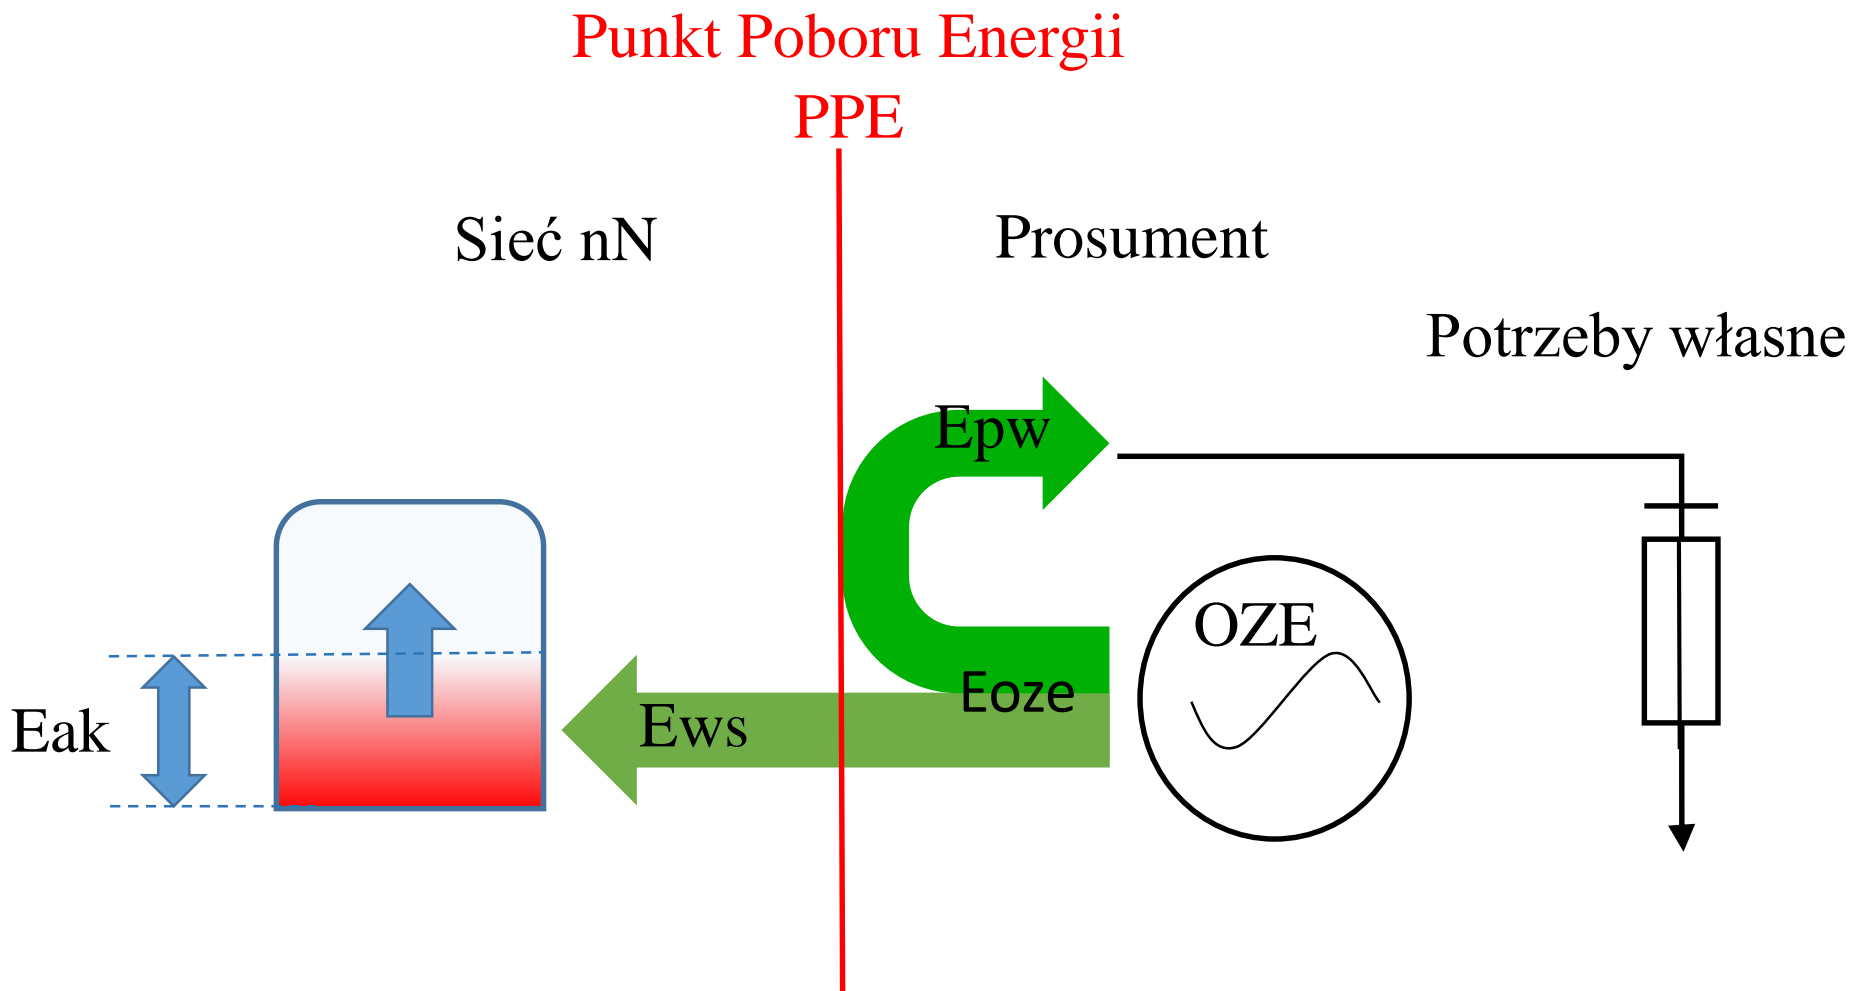 Punkt Poboru Energii
PPE
Sieć nN
Prosument
Potrzeby własne
Epw
OZE
Eoze
Ews
Eak